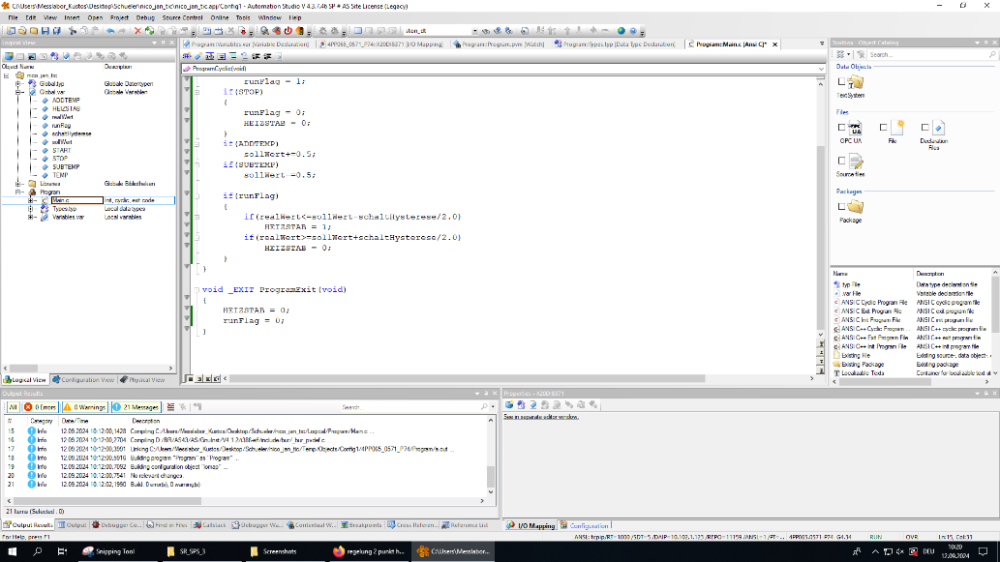 C:\Users\Messlabor_Kustos\Desktop\Schueler\nico_jan_tic/nico_jan_tic.apj/Config1 - Automation Studio V 4.3.7.46 SP # AS Site License (Legacy)
File Edit View Insert Open Project Debug Source Control Online Tools Window Help
ston_dt
Logical View
Object Name Description
nico_jan_tic
Global.typ Globale Datentypen
Global.var Globale Variablen
ADDTEMP
HEIZSTAB
realWert
runFlag
schaltHysterese
sollWert
START
STOP
SUBTEMP
TEMP
Libraries Globale Bibliotheken
Program
Main.c Init, cyclic, exit code
Types.typ Local data types
Variables.var Local variables
Logical View Configuration View Physical View
Program::Variables.var [Variable Declaration] 4PP065_0571_P74::X20DI8371 [I/O Mapping] Program::Program.pvm [Watch] Program::Types.typ [Data Type Declaration] Program::Main.c [Ansi C]*
ProgramCyclic(void)
runFlag = 1;
if(STOP)
{
runFlag = 0;
HEIZSTAB = 0;
}
if(ADDTEMP)
sollWert+=0.5;
if(SUBTEMP)
sollWert-=0.5;
if(runFlag)
{
if(realWert<=sollWert-schaltHysterese/2.0)
HEIZSTAB = 1;
if(realWert>=sollWert+schaltHysterese/2.0)
HEIZSTAB = 0;
}
}
void _EXIT ProgramExit(void)
{
HEIZSTAB = 0;
runFlag = 0;
}
Toolbox - Object Catalog
Search...
Data Objects
TextSystem
Files
OPC UA File Declaration Files
Source files
Packages
Package
Name Description
.typ File Data type declaration file
.var File Variable declaration file
ANSI C Cyclic Program File ANSI C cyclic program file
ANSI C Exit Program File ANSI C exit program file
ANSI C Init Program File ANSI C init program file
ANSI C++ Cyclic Program ... ANSI C++ cyclic program file
ANSI C++ Exit Program File ANSI C++ exit program file
ANSI C++ Init Program File ANSI C++ init program file
Existing File Existing source-, data object-,
Existing Package Existing package
Localizable Texts Container for localizable text st
Output Results
All 0 Errors 0 Warnings 21 Messages Search...
# Category Date/Time Description
15 Info 12.09.2024 10:12:00,1428 Compiling C:/Users/Messlabor_Kustos/Desktop/Schueler/nico_jan_tic/Logical/Program/Main.c ...
16 Info 12.09.2024 10:12:00,2704 Compiling D:/BR/AS43/AS/GnuInst/V4.1.2/i386-elf/include/bur/_bur_pvdef.c ...
17 Info 12.09.2024 10:12:00,3991 Linking C:/Users/Messlabor_Kustos/Desktop/Schueler/nico_jan_tic/Temp/Objects/Config1/4PP065_0571_P74/Program/a.out ...
18 Info 12.09.2024 10:12:00,5916 Building program "Program" as "Program" ...
19 Info 12.09.2024 10:12:00,7092 Building configuration object "iomap" ...
20 Info 12.09.2024 10:12:00,7541 No relevant changes.
21 Info 12.09.2024 10:12:02,1990 Build: 0 error(s), 0 warning(s)
21 Items (Selected : 0)
Output Results Output Debugger Co... Find in Files Callstack Debugger Wa... Contextual W... Breakpoints Cross Referen... Reference List
Properties - X20DI8371
See in separate editor window.
I/O Mapping Configuration
For Help, press F1
ANSL: tcpip/RT=1000 /SDT=5 /DAIP=10.102.1.123 /REPO=11159 /ANSL=1 /PT=... 4PP065.0571-P74 G4.34 RUN OVR Ln:15, Col:31
Snipping Tool SR_SPS_3 Screenshots regelung 2 punkt h... C:\Users\Messlabor...
DEU 10:20
12.09.2024